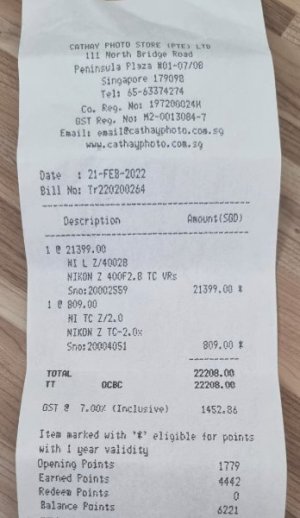 CATHAY PHOTO STORE (PTE) LTD
111 North Bridge Road
Peninsula Plaza #01-07/08
Singapore 179098
Tel: 65-63374274
Co. Reg. No: 197200024H
GST Reg. No: M2-0013084-7
Email: email@cathayphoto.com.sg
www.cathayphoto.com.sg
Date : 21-FEB-2022
Bill No: Tr220200264
Description Amount(SGD)
1 @ 21399.00
NI L Z/40028
NIKON Z 400F2.8 TC VRs
Sno:20002559 21399.00 *
1 @ 809.00
NI TC Z/2.0
NIKON Z TC-2.0x
Sno:20004051 809.00 *
TOTAL 22208.00
TT OCBC 22208.00
GST @ 7.00% (Inclusive) 1452.86
Item marked with '*' eligible for points
with 1 year validity
Opening Points 1779
Earned Points 4442
Redeem Points 0
Balance Points 6221